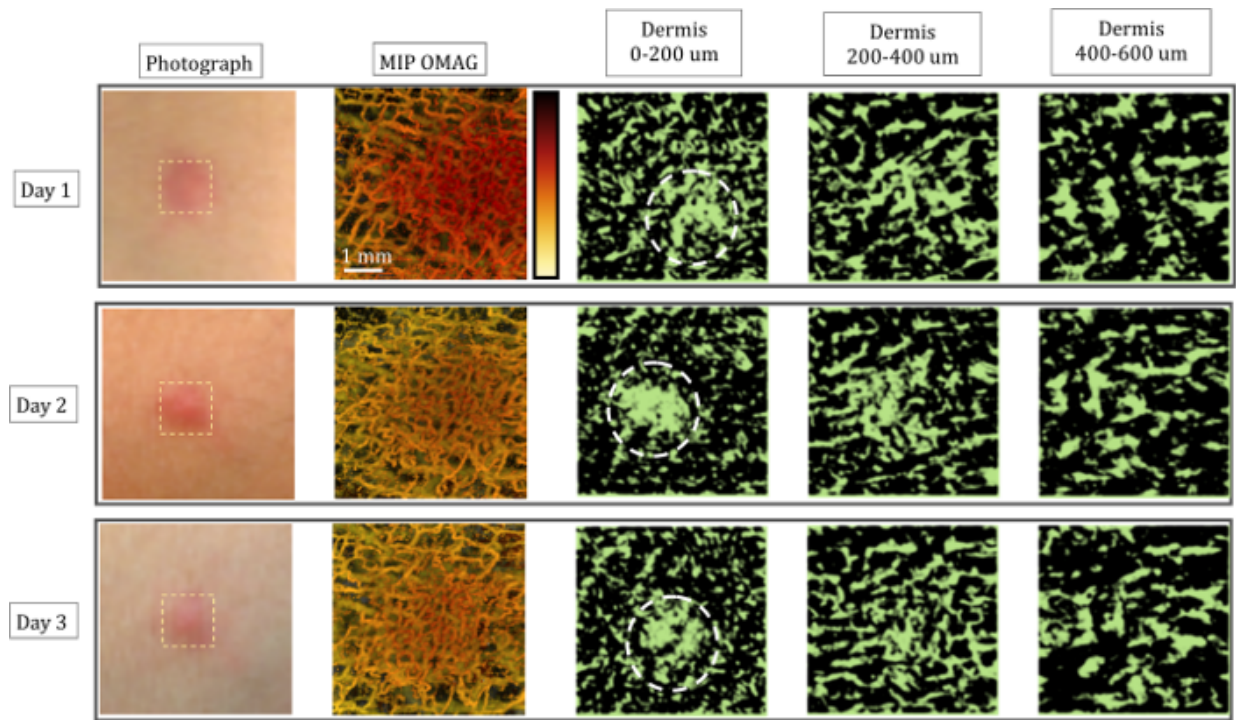 Photograph
MIP OMAG
Dermis
0-200 um
Dermis
200-400 um
Dermis
400-600 um
Day 1
1 mm
Day 2
Day 3